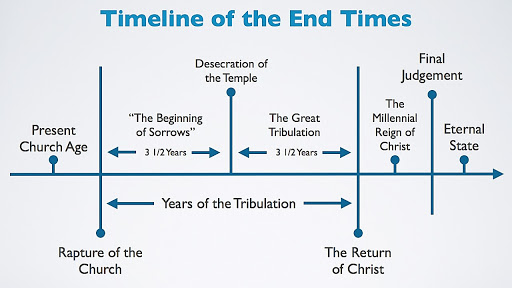 Timeline of the End Times
Desecration
of the Temple
Final
Judgement
Present
Church Age
"The Beginning
of Sorrows"
3 1/2 Years
The Great
Tribulation
3 1/2 Years
The
Millennial
Reign of
Christ
Eternal
State
Years of the Tribulation
Rapture of the
Church
The Return
of Christ